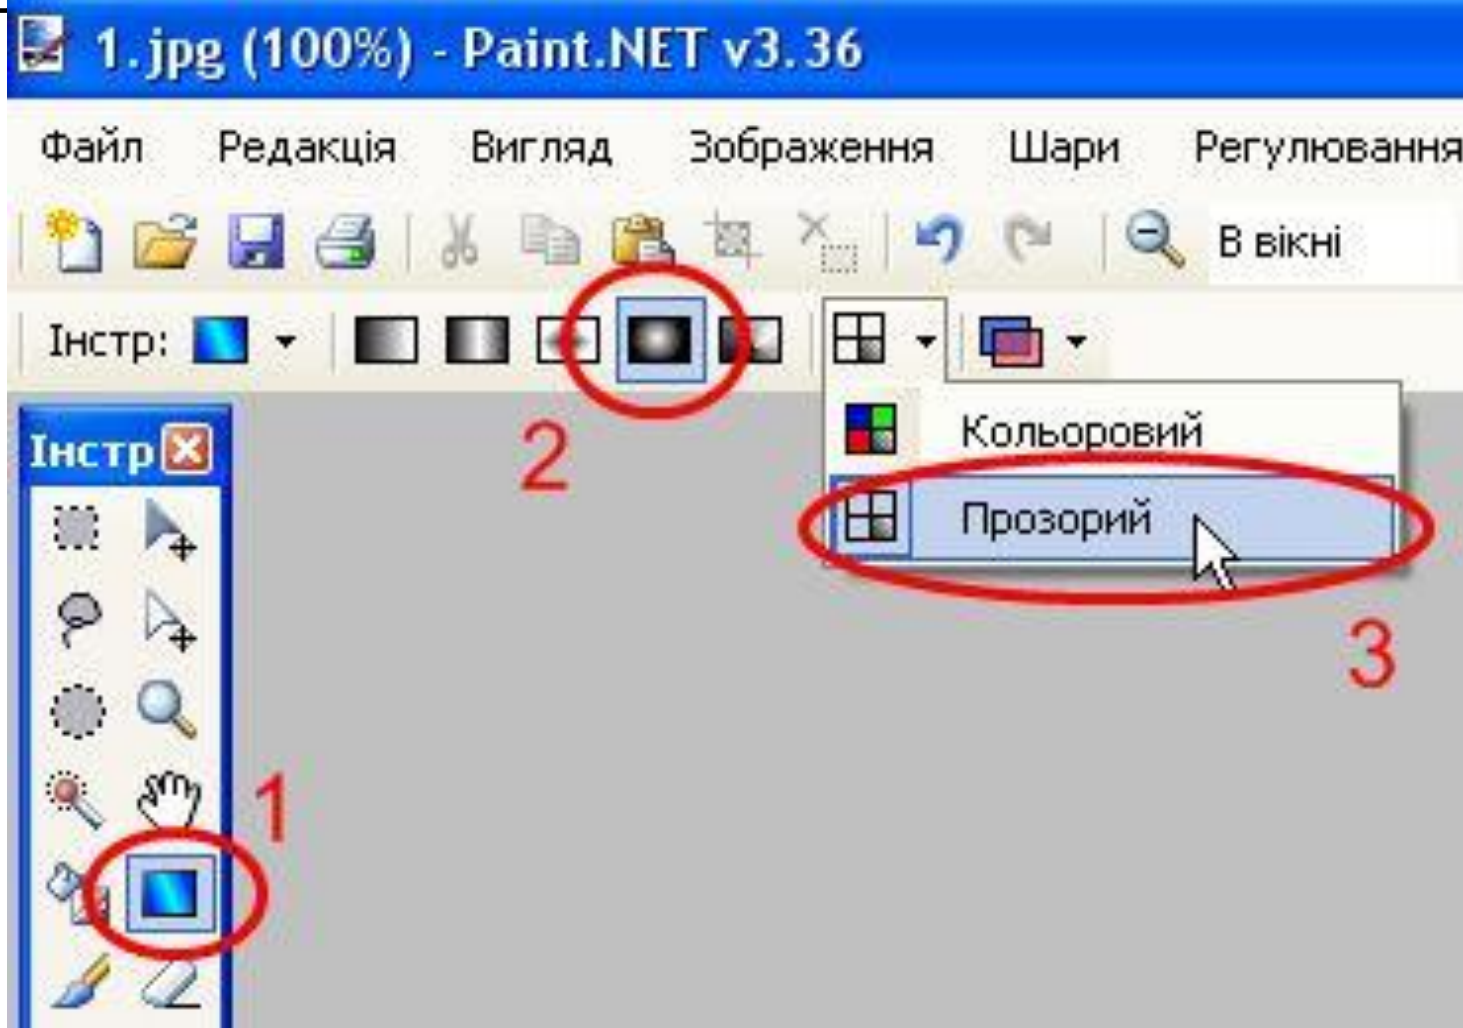 1.jpg (100%) - Paint.NET v3.36
Файл Редакція Вигляд Зображення Шари Регулювання
В вікні
Інстр:
2
Кольоровий
Інстр
Прозорий
3
1